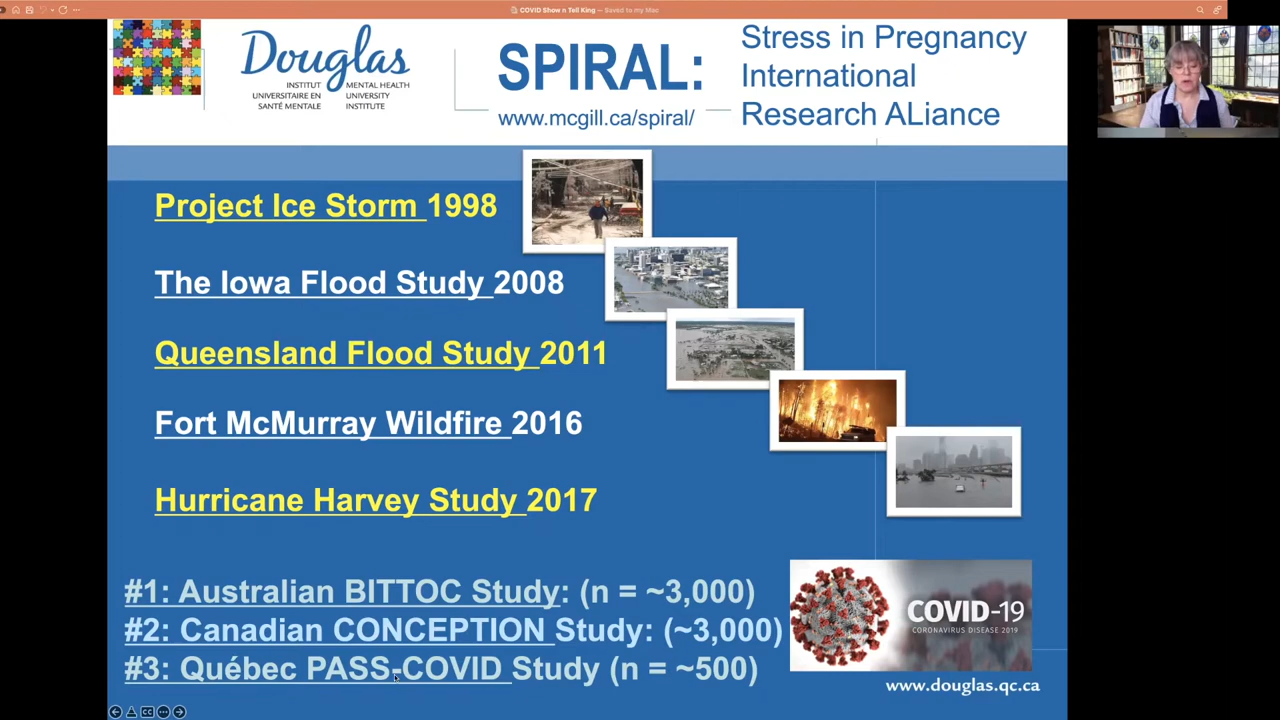 COVID Show n Tell King — Saved to my Mac
Douglas
INSTITUT
UNIVERSITAIRE EN
SANTÉ MENTALE
MENTAL HEALTH
UNIVERSITY
INSTITUTE
SPIRAL:
www.mcgill.ca/spiral/
Stress in Pregnancy
International
Research ALiance
Project Ice Storm 1998
The Iowa Flood Study 2008
Queensland Flood Study 2011
Fort McMurray Wildfire 2016
Hurricane Harvey Study 2017
#1: Australian BITTOC Study: (n = ~3,000)
#2: Canadian CONCEPTION Study: (~3,000)
#3: Québec PASS-COVID Study (n = ~500)
COVID-19
CORONAVIRUS DISEASE 2019
www.douglas.qc.ca
CC